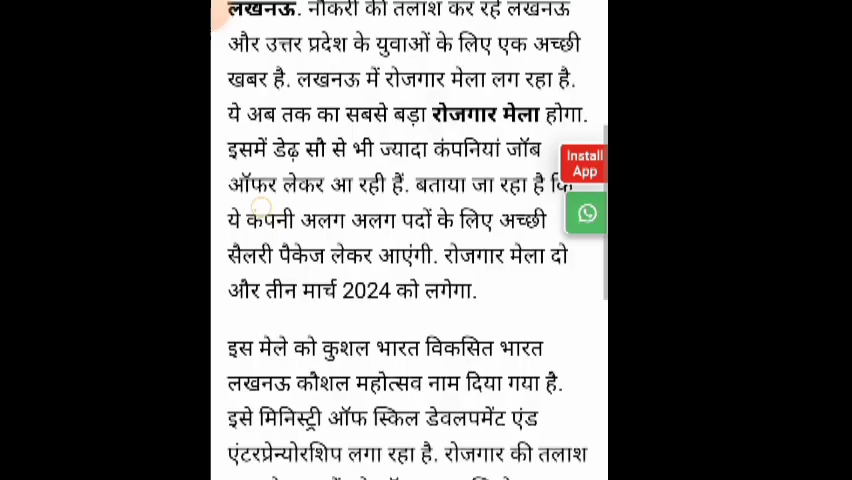 लखनऊ. नौकरी की तलाश कर रहे लखनऊ
और उत्तर प्रदेश के युवाओं के लिए एक अच्छी
खबर है. लखनऊ में रोजगार मेला लग रहा है.
ये अब तक का सबसे बड़ा रोजगार मेला होगा.
इसमें डेढ़ सौ से भी ज्यादा कंपनियां जॉब
ऑफर लेकर आ रही हैं. बताया जा रहा है कि
ये कंपनी अलग अलग पदों के लिए अच्छी
सैलरी पैकेज लेकर आएंगी. रोजगार मेला दो
और तीन मार्च 2024 को लगेगा.
इस मेले को कुशल भारत विकसित भारत
लखनऊ कौशल महोत्सव नाम दिया गया है.
इसे मिनिस्ट्री ऑफ स्किल डेवलपमेंट एंड
एंटरप्रेन्योरशिप लगा रहा है. रोजगार की तलाश
Install
App